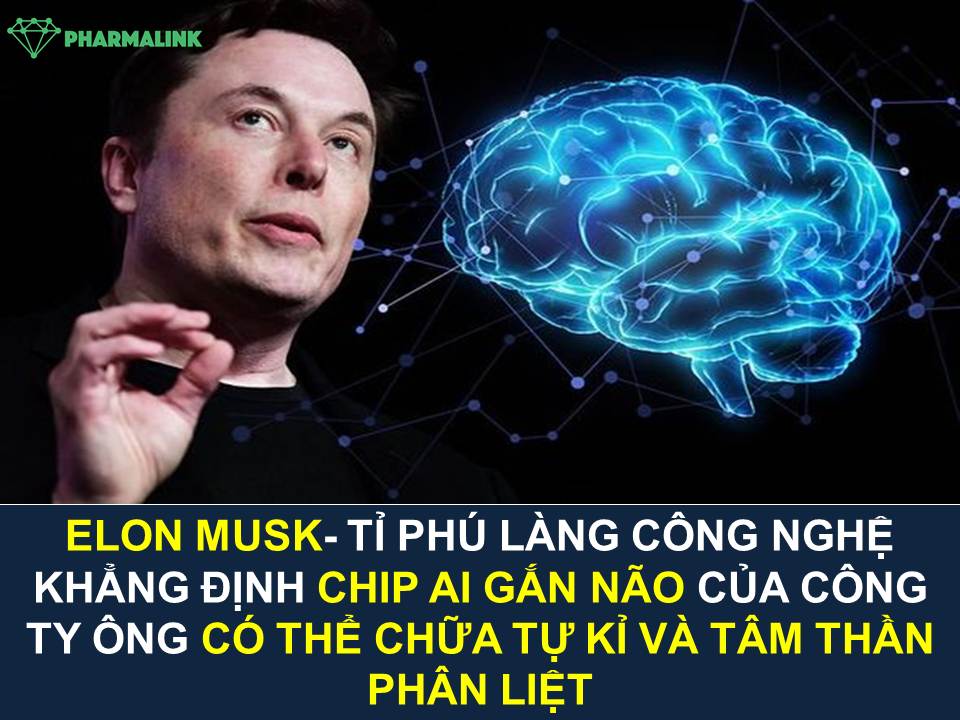 PHARMALINK
ELON MUSK- TỈ PHÚ LÀNG CÔNG NGHỆ
KHẲNG ĐỊNH CHIP AI GẮN NÃO CỦA CÔNG
TY ÔNG CÓ THỂ CHỮA TỰ KỈ VÀ TÂM THẦN
PHÂN LIỆT